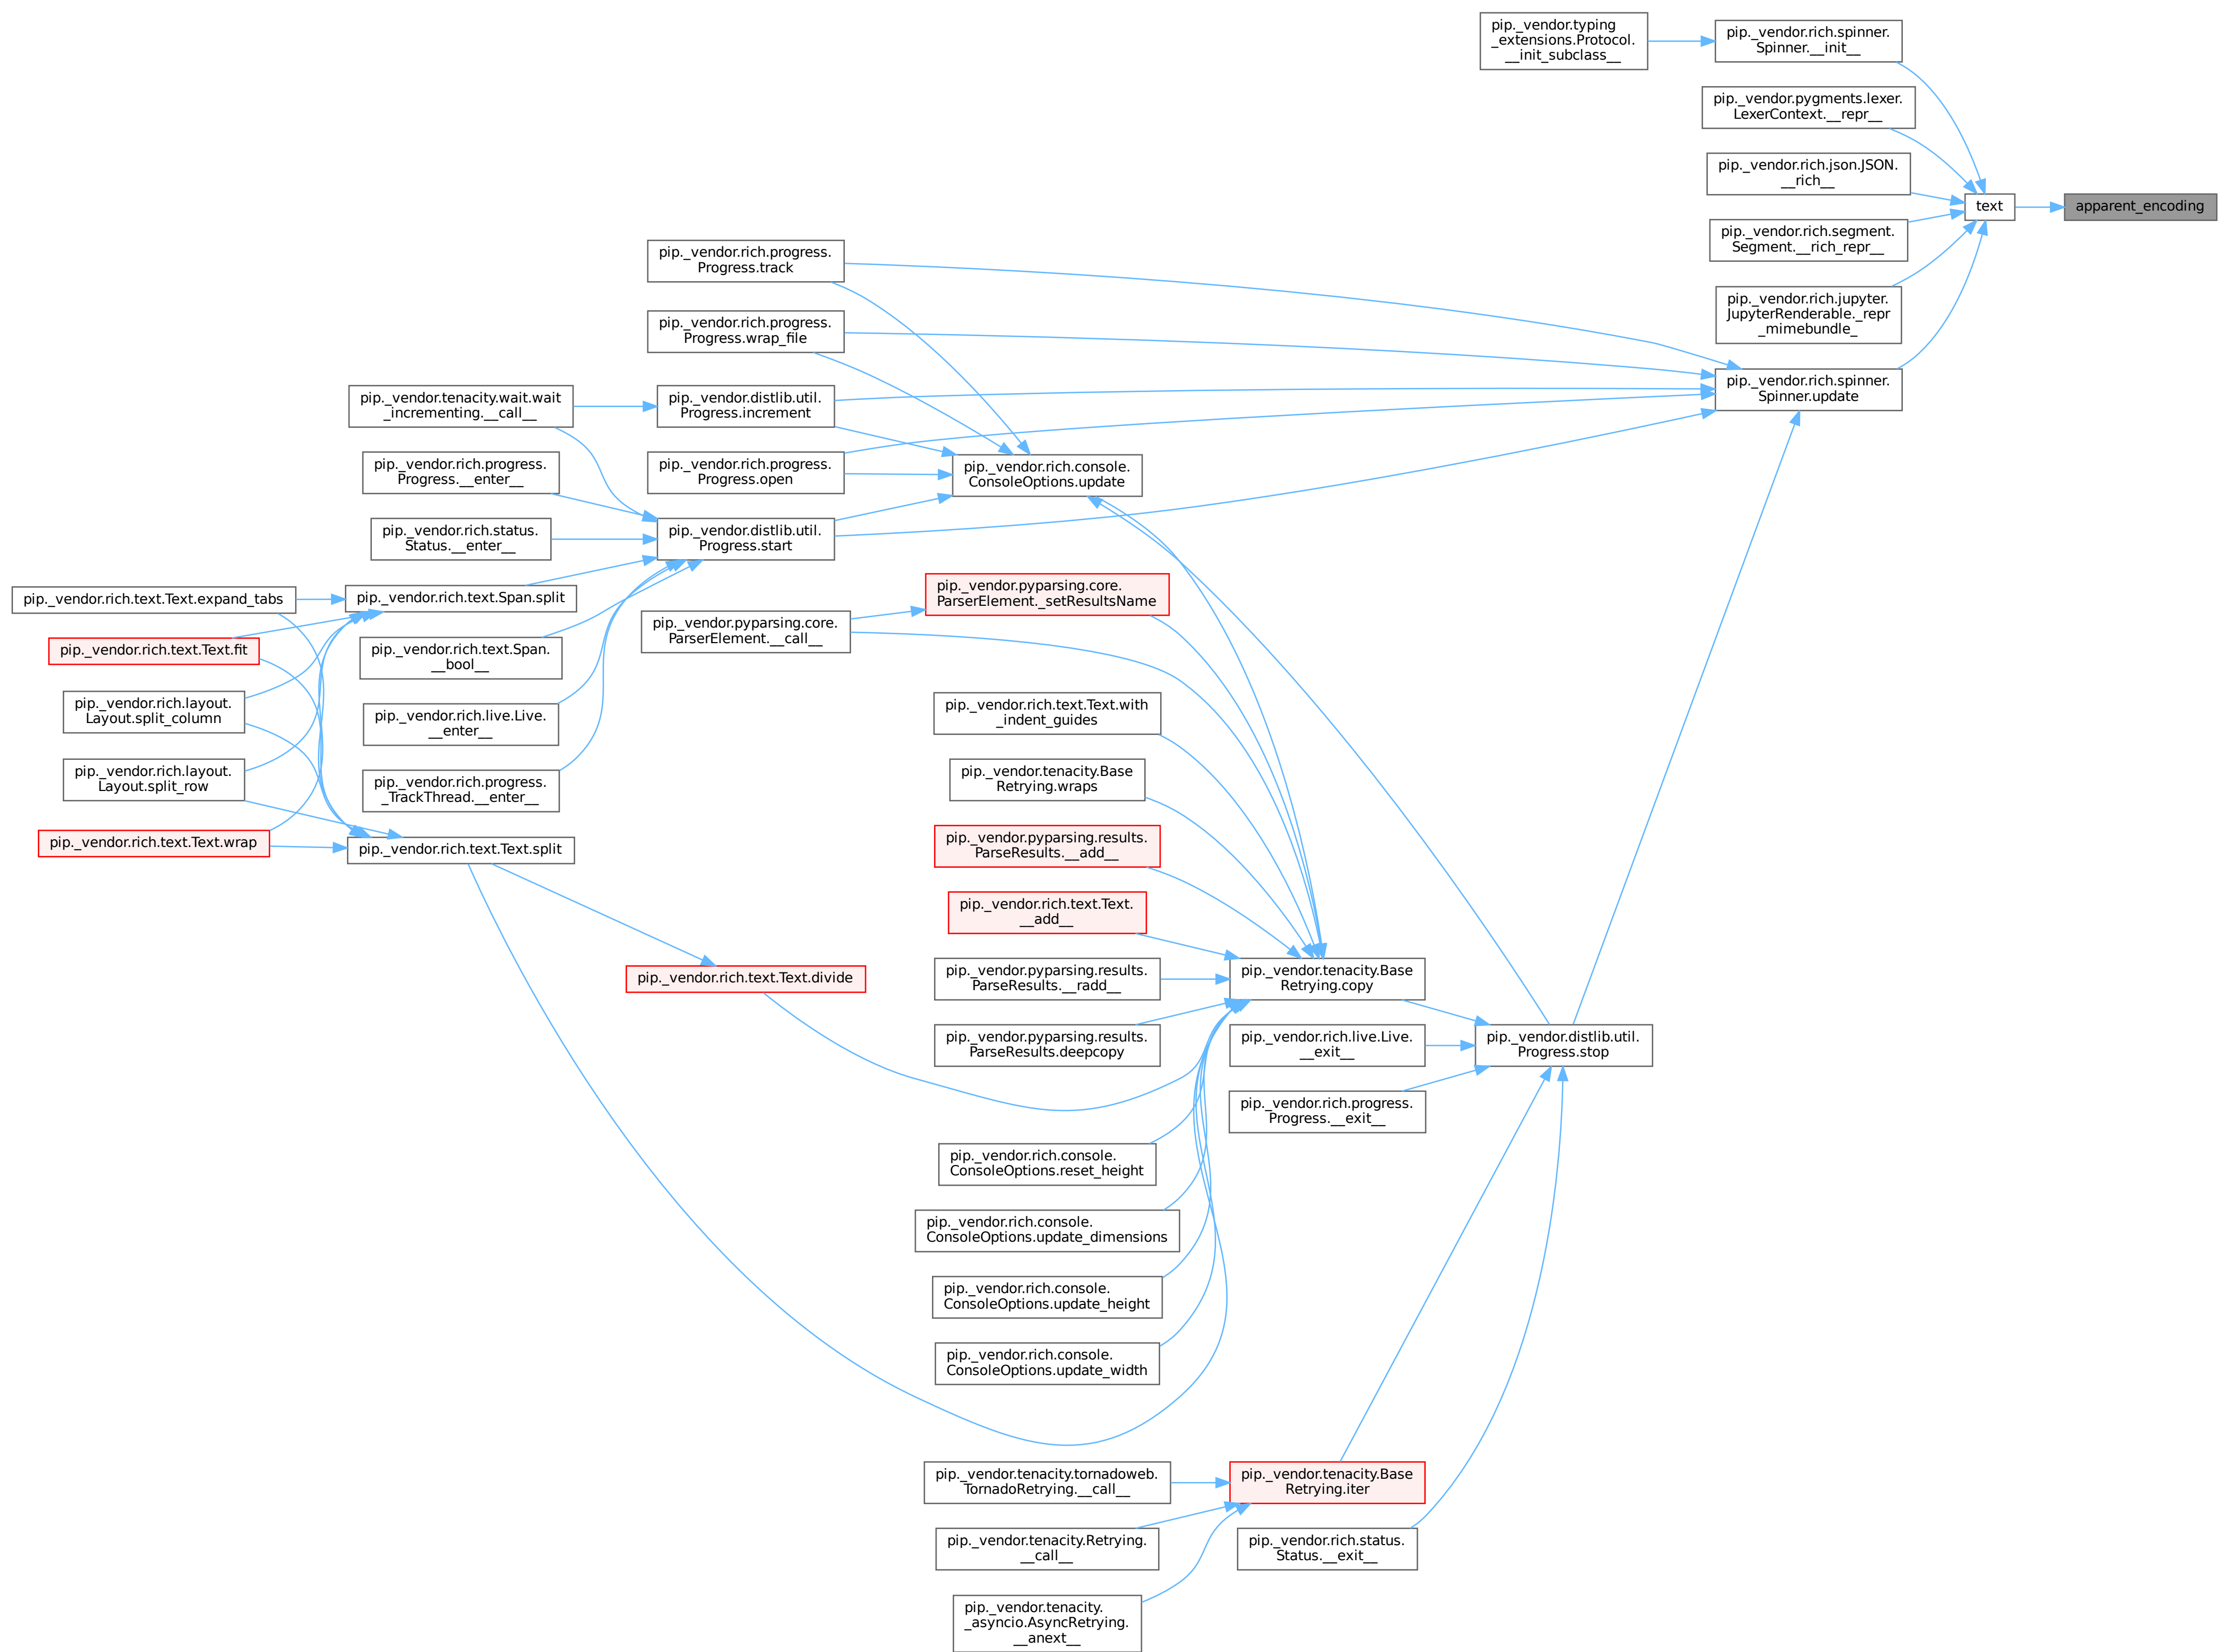 pip._vendor.typing
_extensions.Protocol.
__init_subclass__
pip._vendor.rich.spinner.
Spinner.__init__
pip._vendor.pygments.lexer.
LexerContext.__repr__
pip._vendor.rich.json.JSON.
__rich__
text
apparent_encoding
pip._vendor.rich.segment.
Segment.__rich_repr__
pip._vendor.rich.jupyter.
JupyterRenderable._repr
_mimebundle_
pip._vendor.rich.progress.
Progress.track
pip._vendor.rich.progress.
Progress.wrap_file
pip._vendor.rich.spinner.
Spinner.update
pip._vendor.tenacity.wait.wait
_incrementing.__call__
pip._vendor.distlib.util.
Progress.increment
pip._vendor.rich.progress.
Progress.__enter__
pip._vendor.rich.progress.
Progress.open
pip._vendor.rich.console.
ConsoleOptions.update
pip._vendor.rich.status.
Status.__enter__
pip._vendor.distlib.util.
Progress.start
pip._vendor.rich.text.Text.expand_tabs
pip._vendor.rich.text.Span.split
pip._vendor.pyparsing.core.
ParserElement._setResultsName
pip._vendor.rich.text.Text.fit
pip._vendor.rich.text.Span.
__bool__
pip._vendor.pyparsing.core.
ParserElement.__call__
pip._vendor.rich.layout.
Layout.split_column
pip._vendor.rich.live.Live.
__enter__
pip._vendor.rich.text.Text.with
_indent_guides
pip._vendor.rich.layout.
Layout.split_row
pip._vendor.rich.progress.
_TrackThread.__enter__
pip._vendor.tenacity.Base
Retrying.wraps
pip._vendor.rich.text.Text.wrap
pip._vendor.rich.text.Text.split
pip._vendor.pyparsing.results.
ParseResults.__add__
pip._vendor.rich.text.Text.
__add__
pip._vendor.rich.text.Text.divide
pip._vendor.pyparsing.results.
ParseResults.__radd__
pip._vendor.tenacity.Base
Retrying.copy
pip._vendor.pyparsing.results.
ParseResults.deepcopy
pip._vendor.rich.live.Live.
__exit__
pip._vendor.distlib.util.
Progress.stop
pip._vendor.rich.progress.
Progress.__exit__
pip._vendor.rich.console.
ConsoleOptions.reset_height
pip._vendor.rich.console.
ConsoleOptions.update_dimensions
pip._vendor.rich.console.
ConsoleOptions.update_height
pip._vendor.rich.console.
ConsoleOptions.update_width
pip._vendor.tenacity.tornadoweb.
TornadoRetrying.__call__
pip._vendor.tenacity.Base
Retrying.iter
pip._vendor.tenacity.Retrying.
__call__
pip._vendor.rich.status.
Status.__exit__
pip._vendor.tenacity.
_asyncio.AsyncRetrying.
__anext__